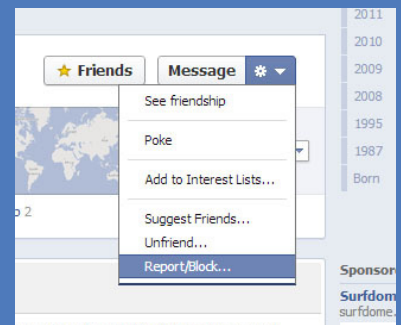 2011
2010
Friends
Message
2009
2008
1995
1987
Born
See friendship
Poke
Add to Interest Lists...
2
Suggest Friends...
Unfriend...
Report/Block...
Sponsor
Surfdom
surfdome.